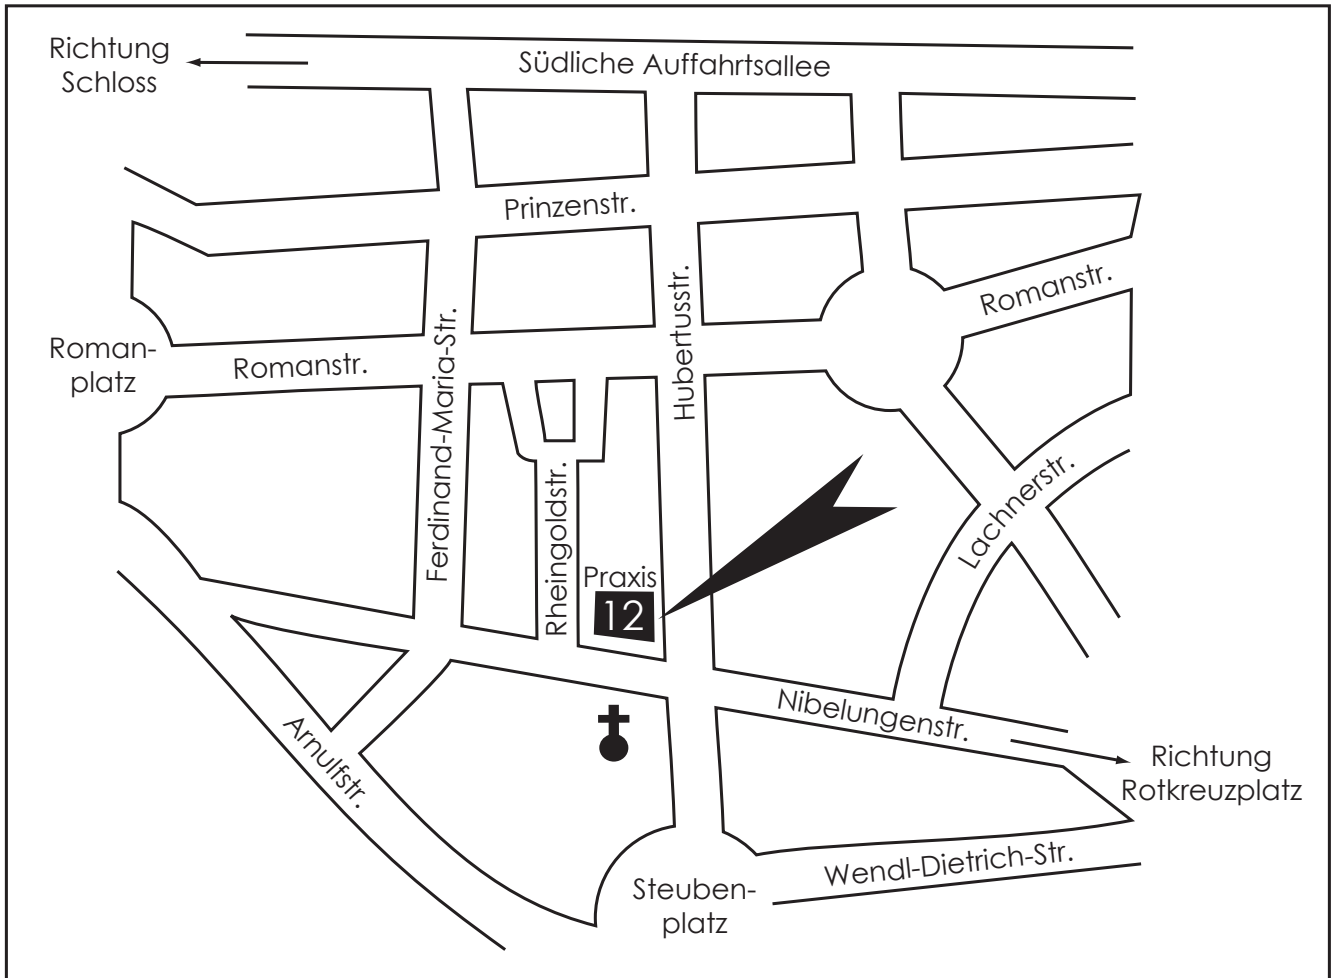 Richtung
Schloss
Südliche Auffahrtsallee
Prinzenstr.
Romanstr.
Roman-
platz
Romanstr.
Ferdinand-Maria-Str.
Hubertusstr.
Rheingoldstr.
Lachnerstr.
Praxis
12
Nibelungenstr.
Arnulfstr.
Richtung
Rotkreuzplatz
Wendl-Dietrich-Str.
Steuben-
platz